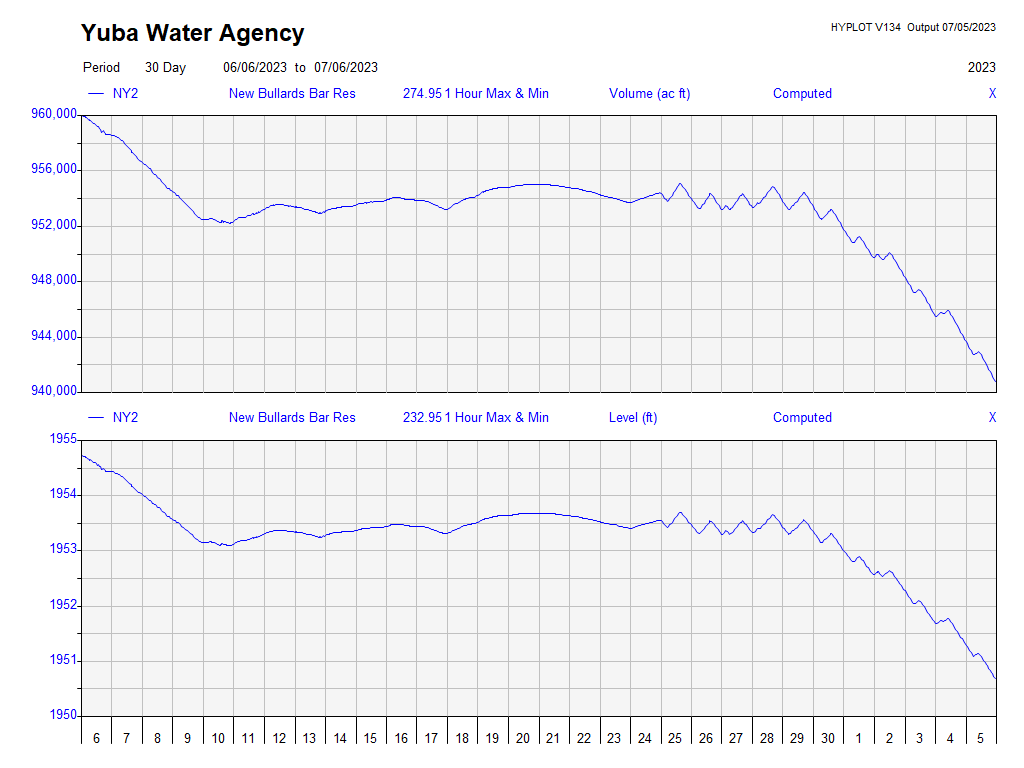 Yuba Water Agency
HYPLOT V134 Output 07/05/2023
Period 30 Day 06/06/2023 to 07/06/2023 2023
NY2 New Bullards Bar Res 274.95 1 Hour Max & Min Volume (ac ft) Computed X
960,000
956,000
952,000
948,000
944,000
940,000
NY2 New Bullards Bar Res 232.95 1 Hour Max & Min Level (ft) Computed X
1955
1954
1953
1952
1951
1950
6 7 8 9 10 11 12 13 14 15 16 17 18 19 20 21 22 23 24 25 26 27 28 29 30 1 2 3 4 5